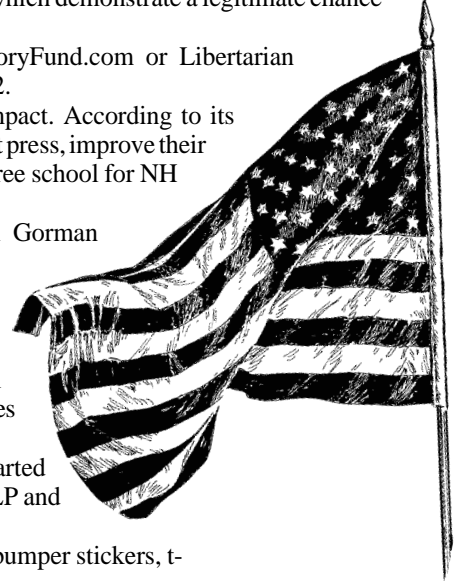 which demonstrate a legitimate chance
oryFund.com or Libertarian
2.
npact. According to its
t press, improve their
ree school for NH
Gorman
es
arted
LP and
bumper stickers, t-